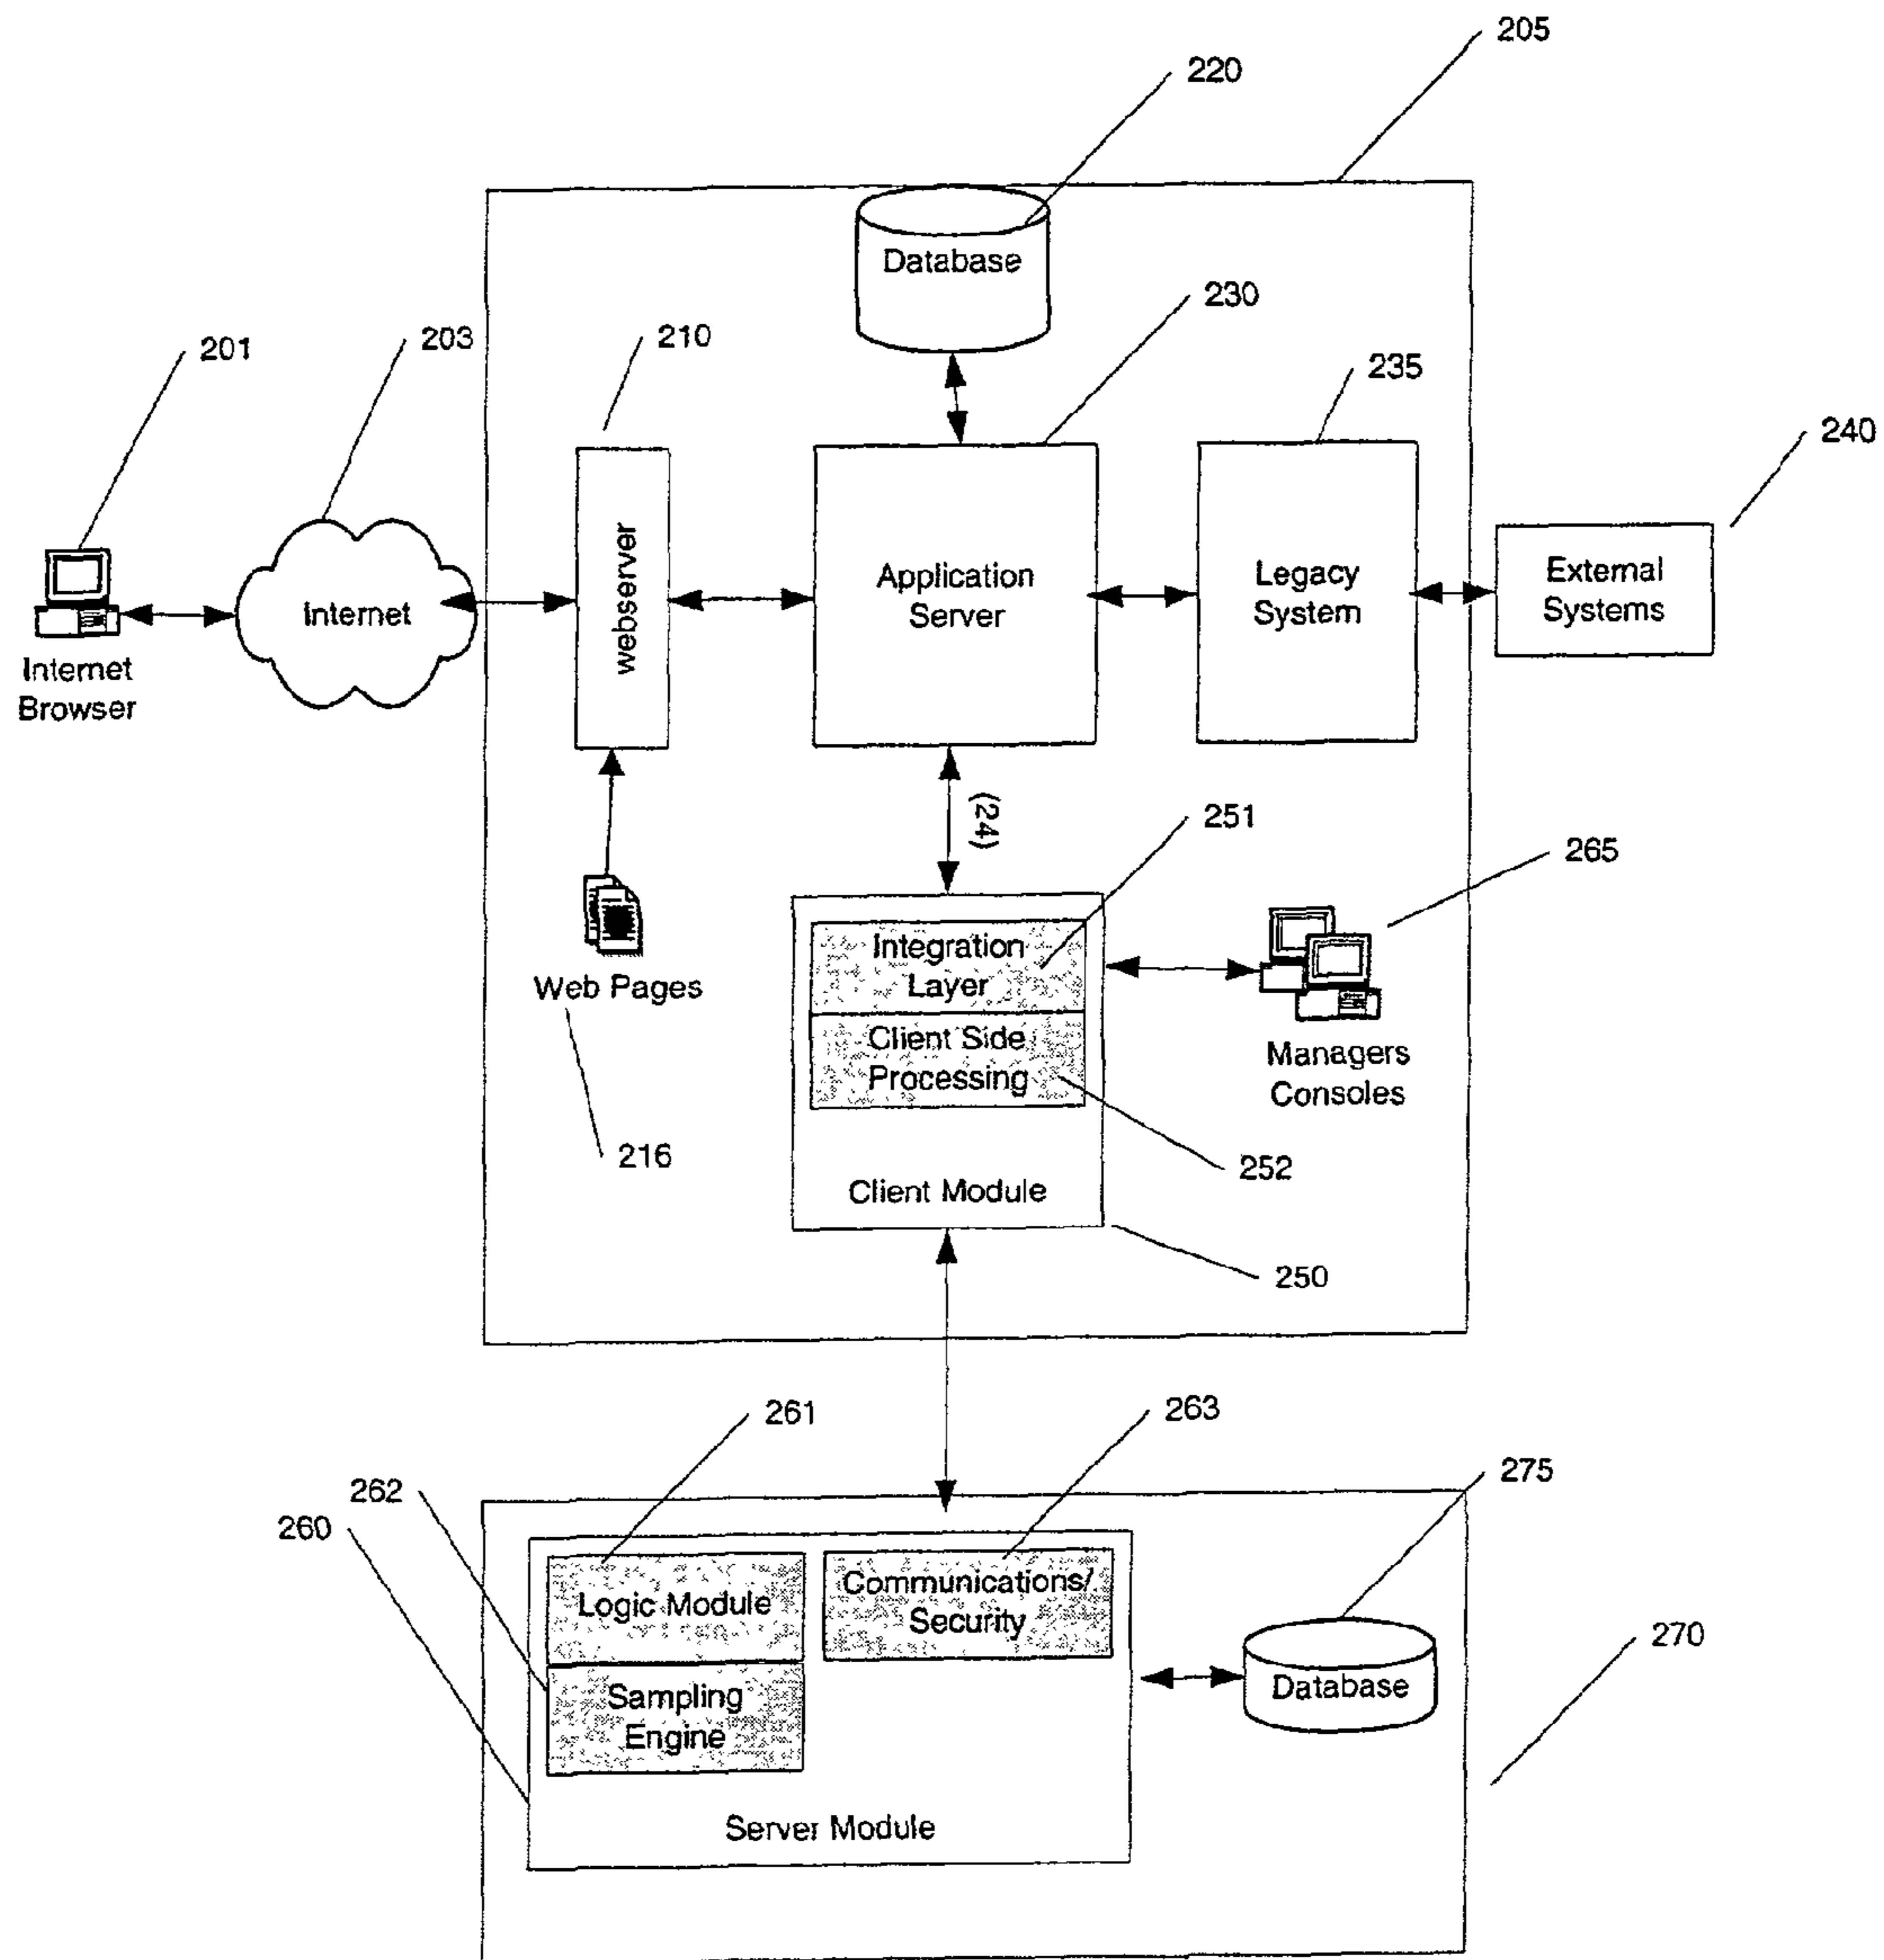 205
220
Database
230
210
203
201
235
240
webserver
Application
Server
Legacy
System
External
Systems
Internet
Internet
Browser
(24)
251
265
Integration
Layer
Web Pages
Client Side
Processing
Managers
Consoles
216
252
Client Module
250
261
263
275
262
260
Logic Module
Communications/
Security
270
Sampling
Engine
Database
Server Module